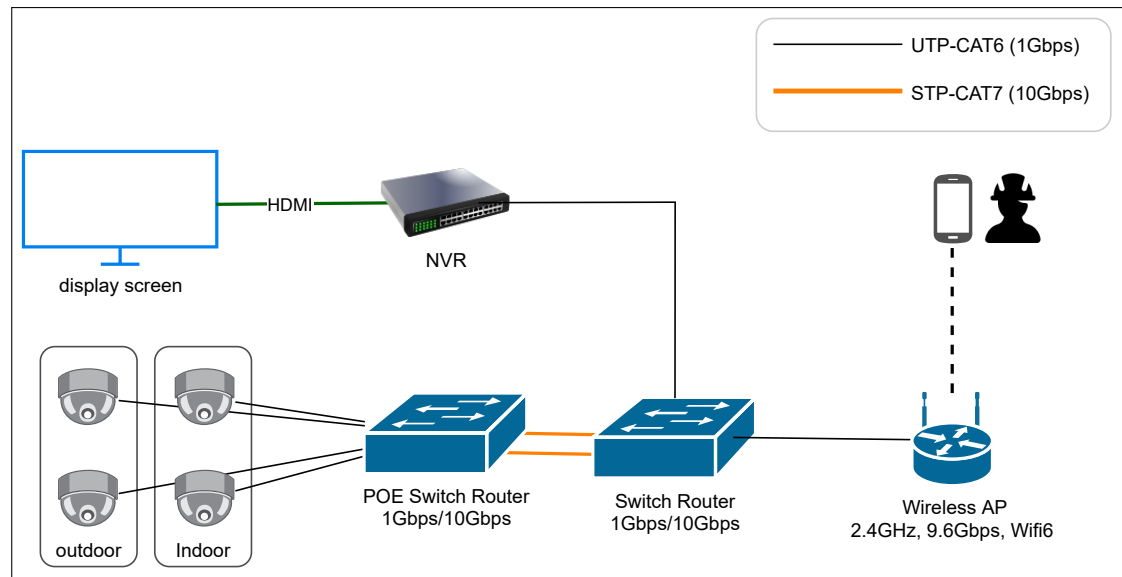 UTP-CAT6 (1Gbps)
STP-CAT7 (10Gbps)
HDMI
NVR
display screen
POE Switch Router
1Gbps/10Gbps
Switch Router
1Gbps/10Gbps
Wireless AP
2.4GHz, 9.6Gbps, Wifi6
outdoor
Indoor